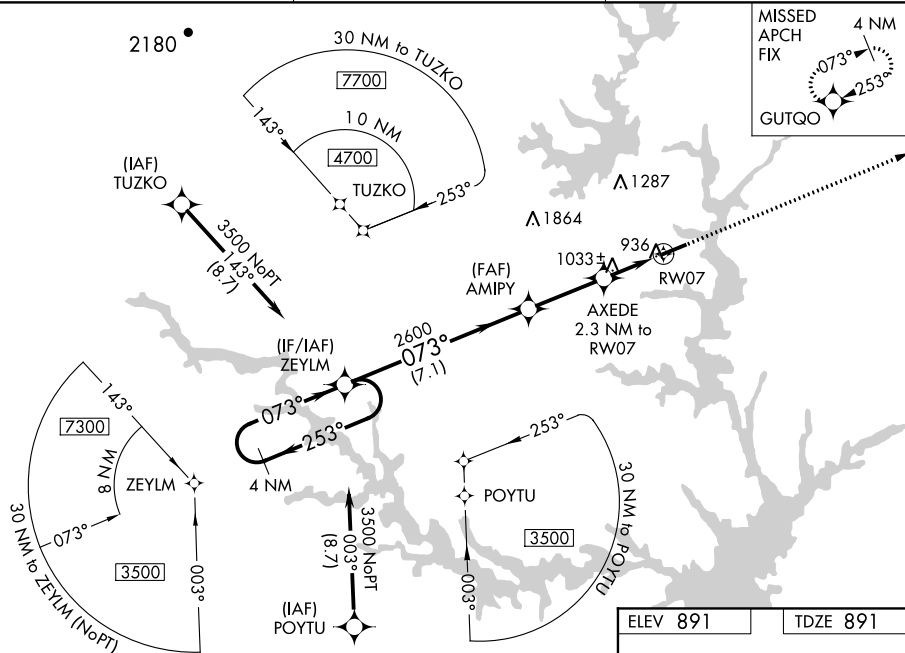 2180
30 NM to TUZKO
7700
143°
10 NM
4700
TUZKO
253°
MISSED
APCH
FIX
4 NM
073°
253°
GUTQO
(IAF)
TUZKO
3500 NoPT
143°
(8.7)
1287
1864
1033±
936
RW07
(FAF)
AMIPY
AXEDE
2.3 NM to
RW07
(IF/IAF)
ZEYLM
2600
073°
(7.1)
073°
253°
4 NM
143°
7300
8 NM
ZEYLM
073°
3500
003°
30 NM to ZEYLM (NoPT)
3500 NoPT
003°
(8.7)
(IAF)
POYTU
253°
POYTU
3500
003°
30 NM to POYTU
ELEV 891
TDZE 891